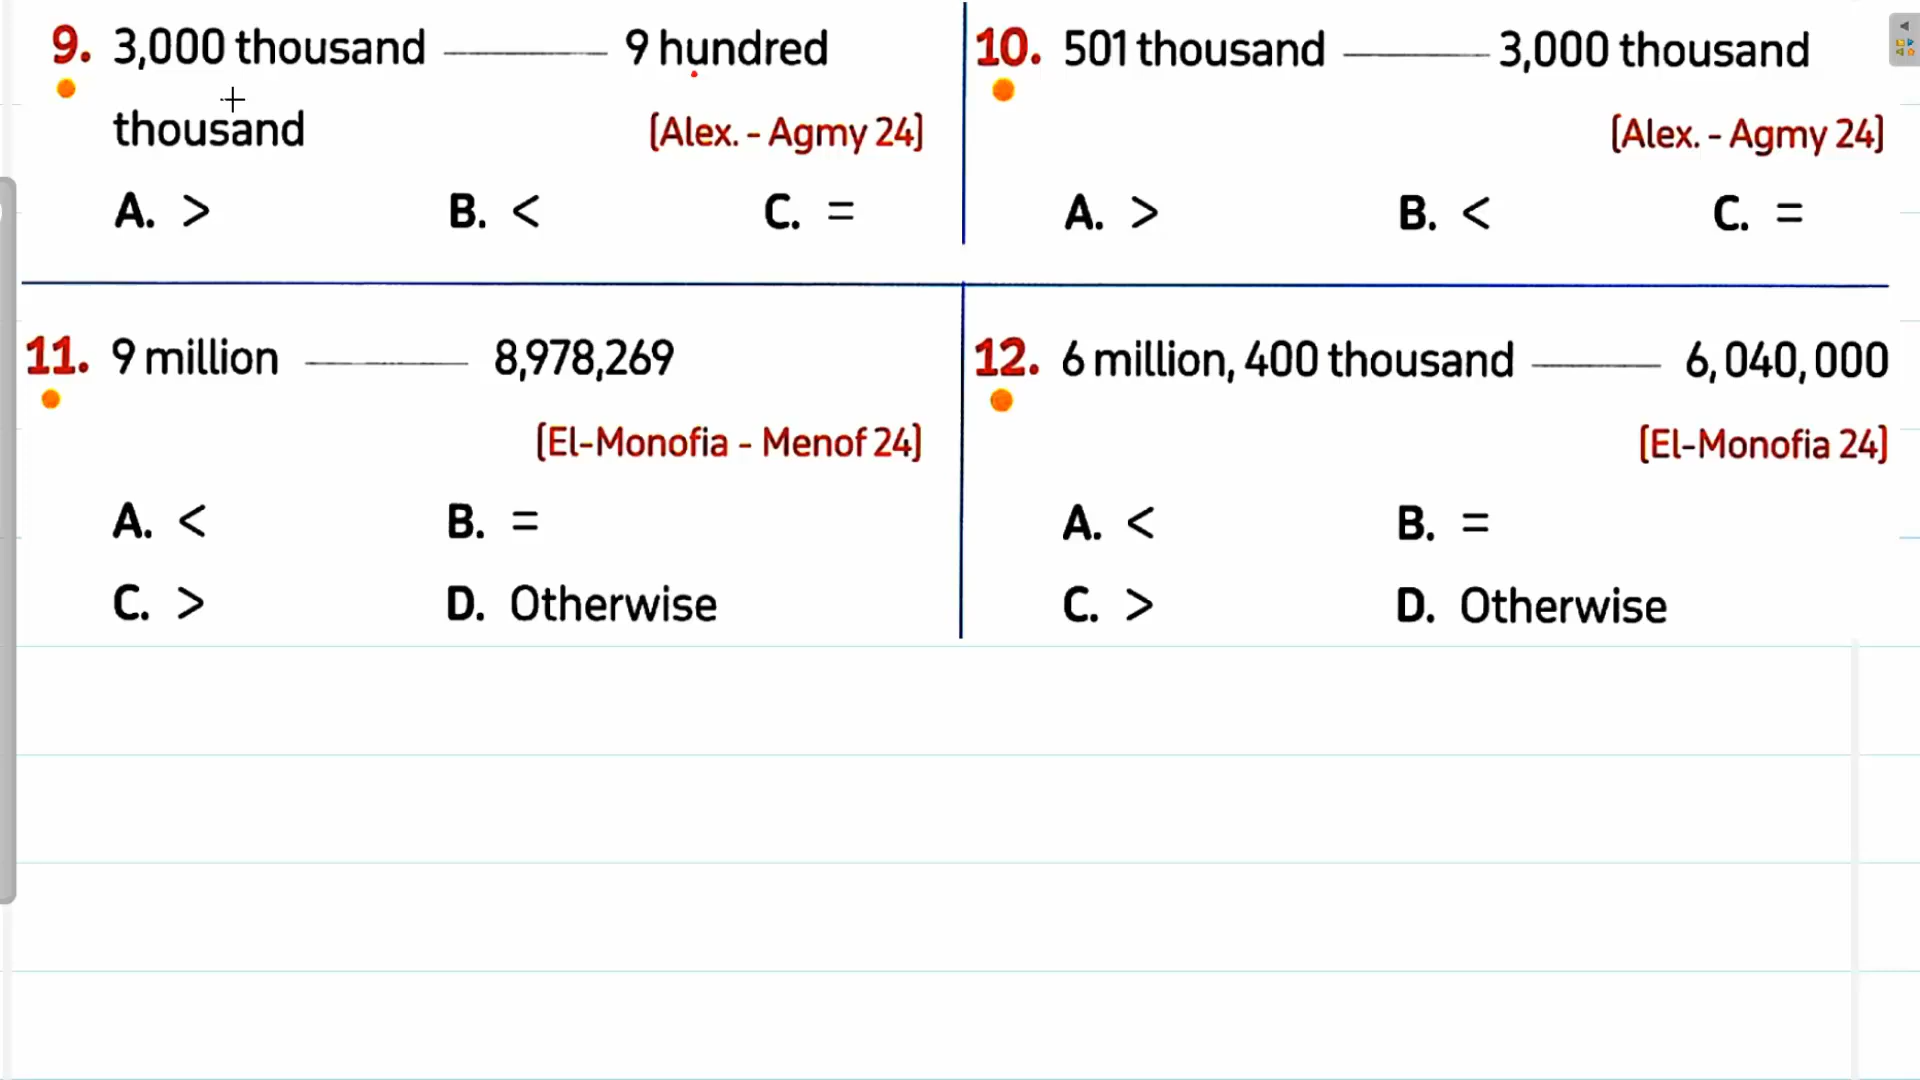 9. 3,000 thousand ______ 9 hundred
thousand [Alex. - Agmy 24]
A. > B. < C. =
10. 501 thousand ______ 3,000 thousand
[Alex. - Agmy 24]
A. > B. < C. =
11. 9 million ______ 8,978,269
[El-Monofia - Menof 24]
A. < B. =
C. > D. Otherwise
12. 6 million, 400 thousand ______ 6,040,000
[El-Monofia 24]
A. < B. =
C. > D. Otherwise